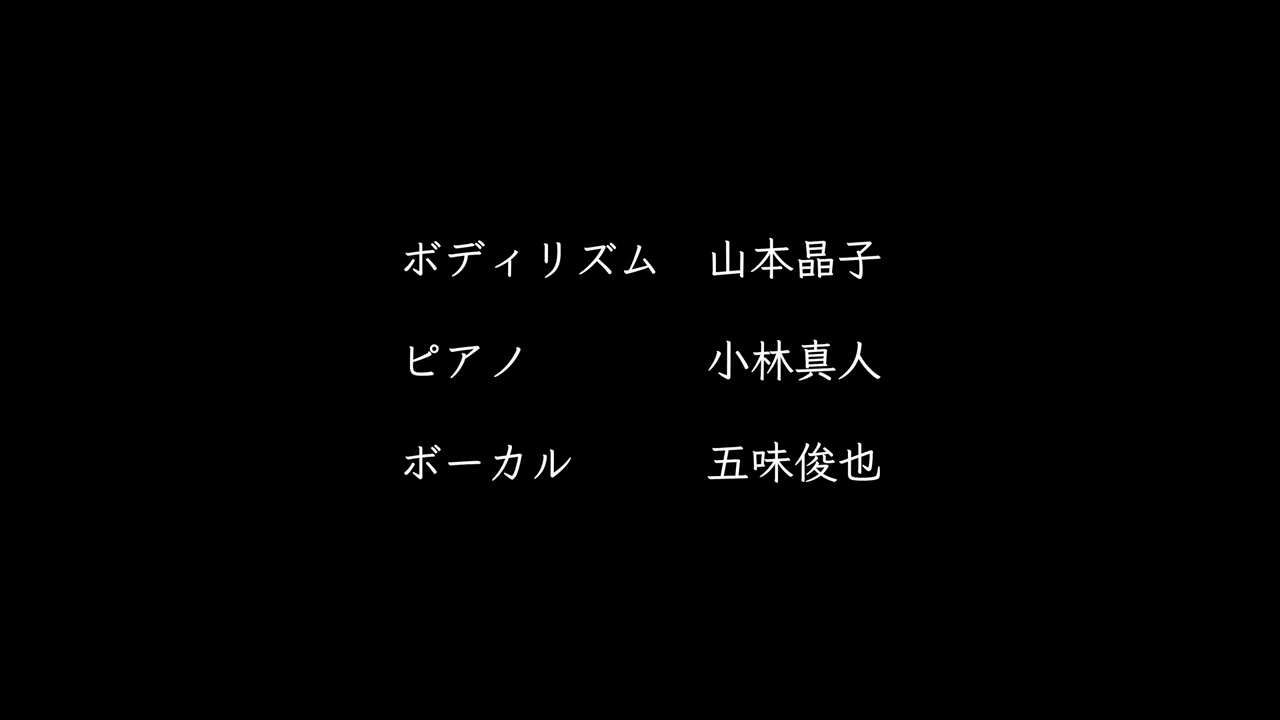 ボディリズム　山本晶子
ピアノ　小林真人
ボーカル　五味俊也